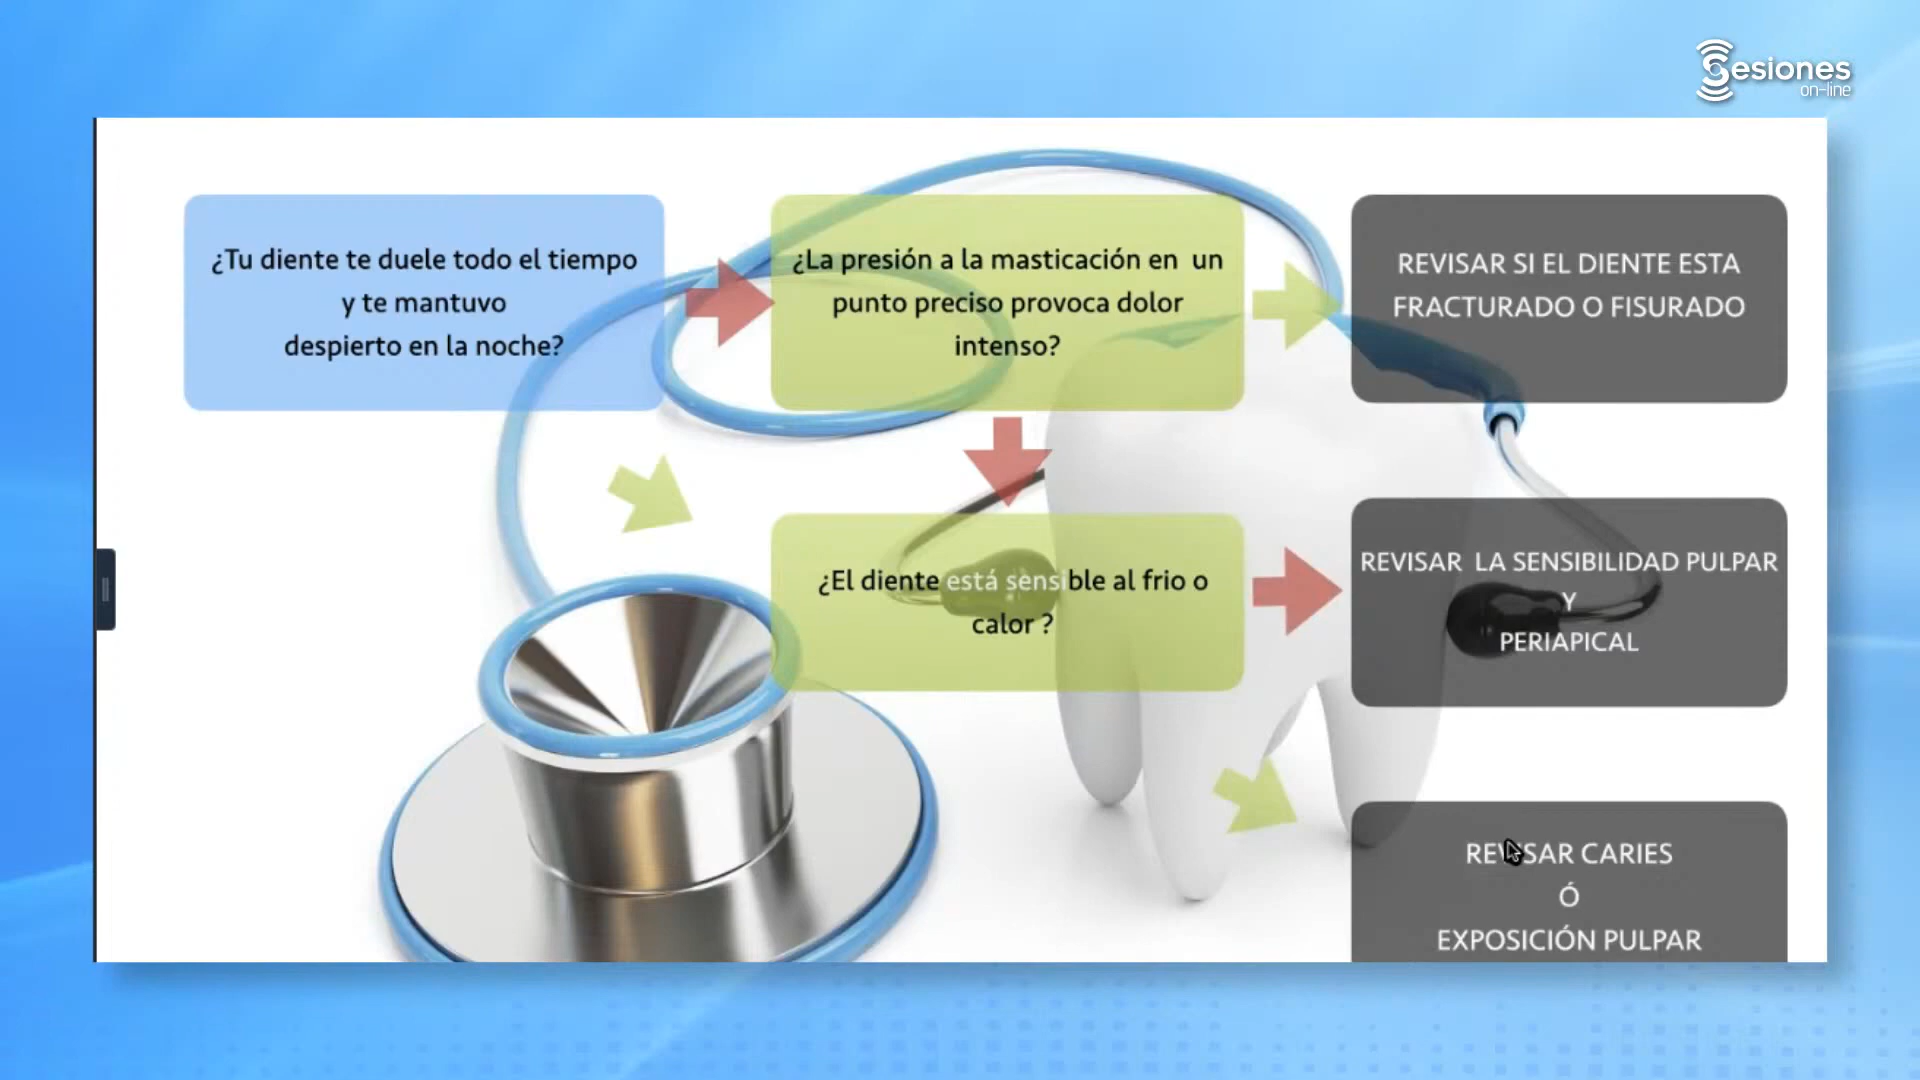 Sesiones
on-line
¿Tu diente te duele todo el tiempo
y te mantuvo
despierto en la noche?
¿La presión a la masticación en un
punto preciso provoca dolor
intenso?
REVISAR SI EL DIENTE ESTA
FRACTURADO O FISURADO
¿El diente está sensible al frio o
calor ?
REVISAR LA SENSIBILIDAD PULPAR
Y
PERIAPICAL
REVISAR CARIES
Ó
EXPOSICIÓN PULPAR